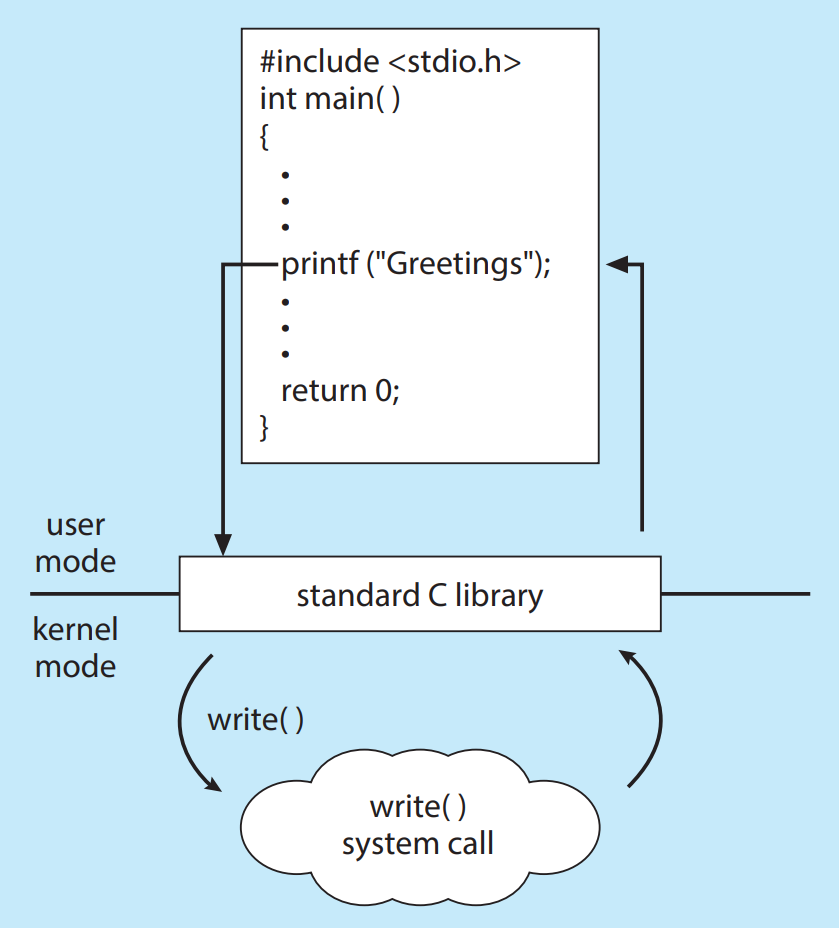 #include <stdio.h>
int main( )
{
•
•
•
printf ("Greetings");
•
•
•
return 0;
}
user
mode
standard C library
kernel
mode
write( )
write( )
system call